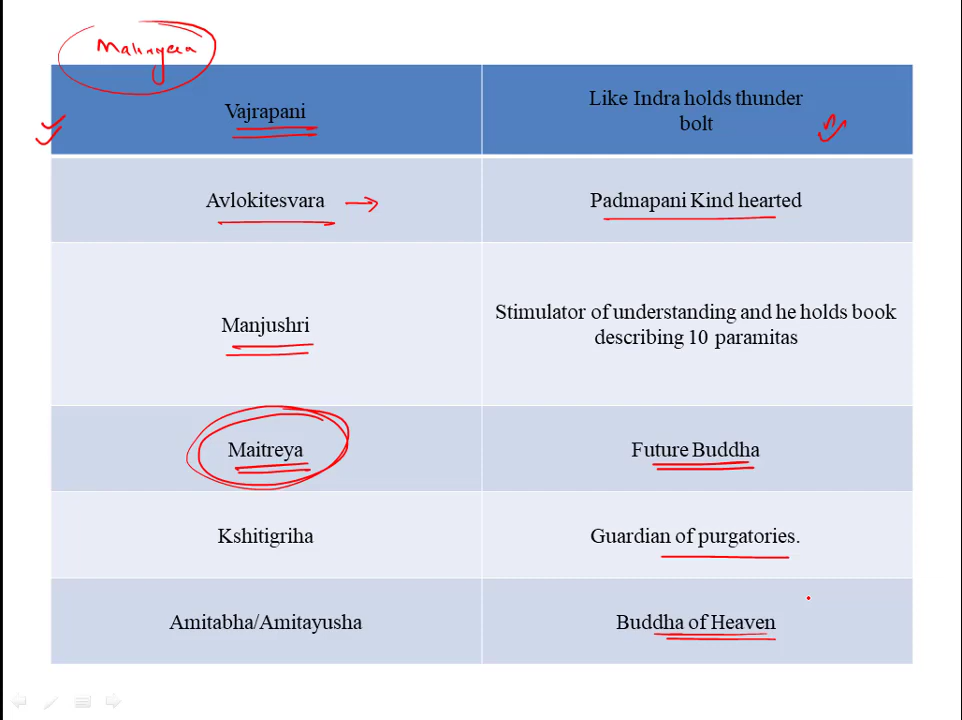 Mahayana
Vajrapani
Like Indra holds thunder
bolt
Avlokitesvara
Padmapani Kind hearted
Manjushri
Stimulator of understanding and he holds book
describing 10 paramitas
Maitreya
Future Buddha
Kshitigriha
Guardian of purgatories.
Amitabha/Amitayusha
Buddha of Heaven